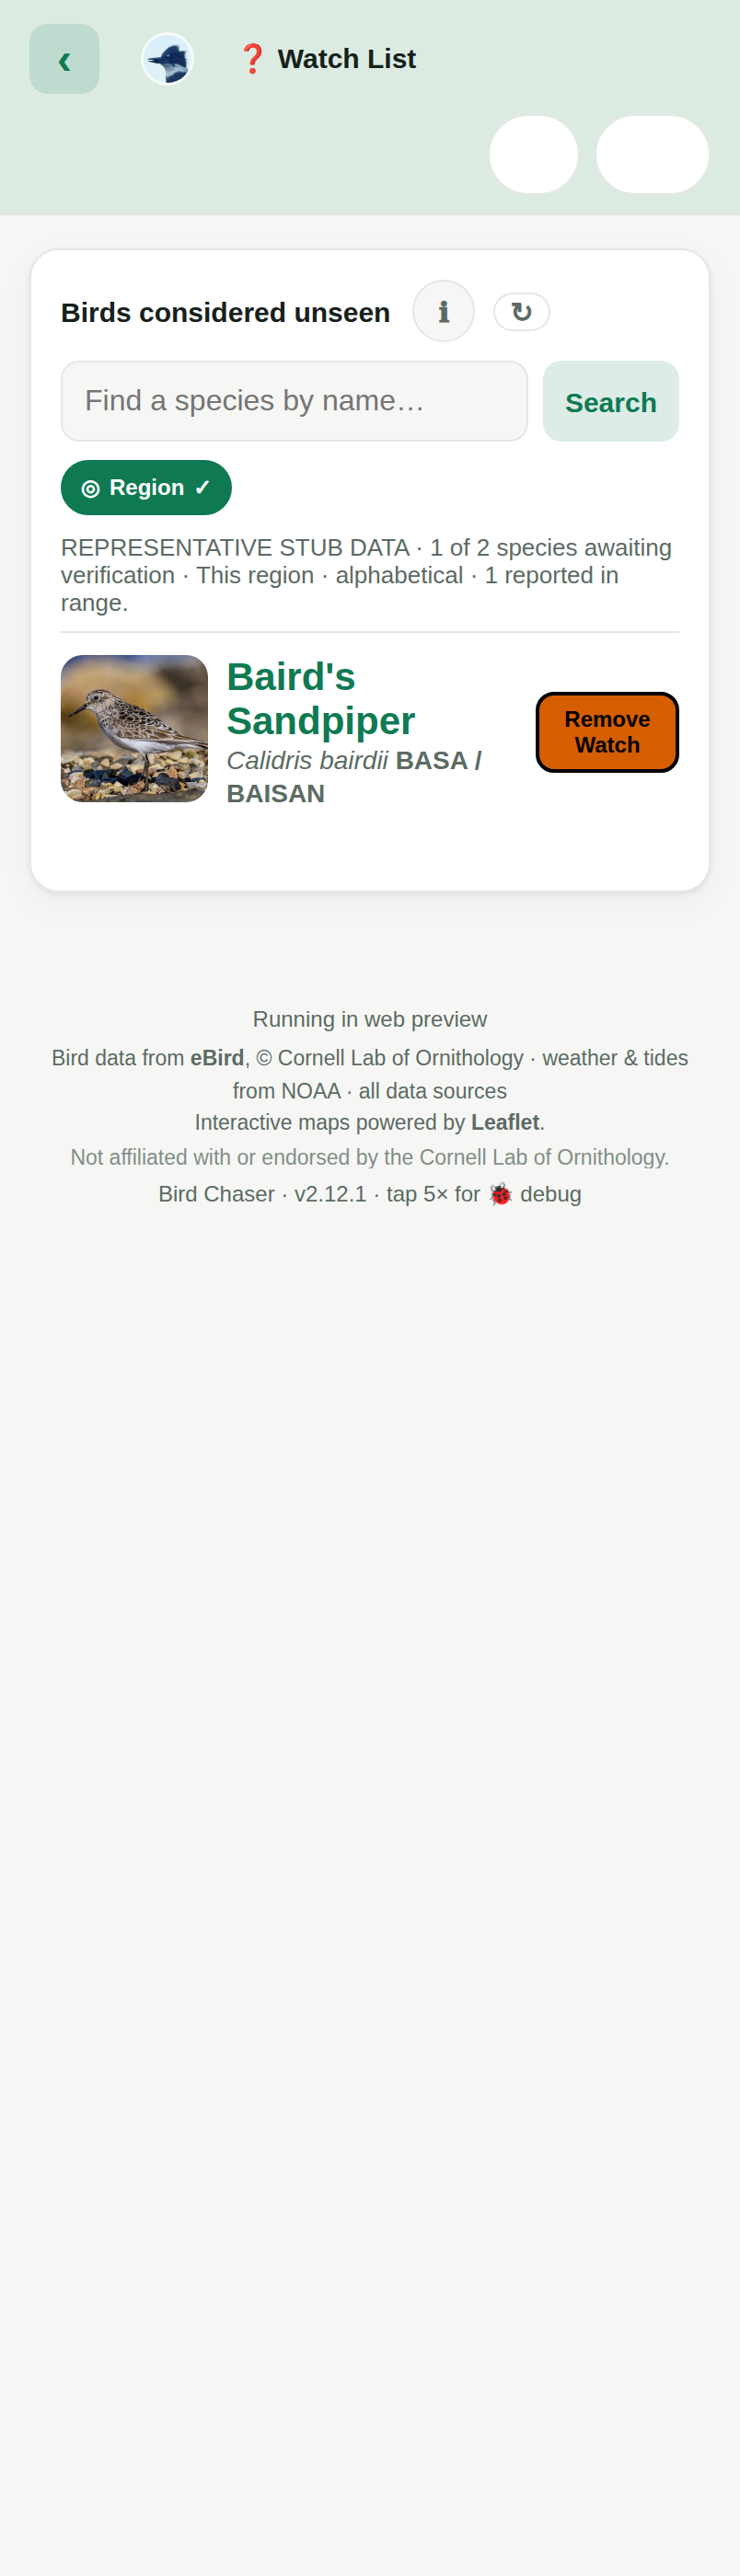 ‹
❓ Watch List
Birds considered unseen ℹ ↻
Find a species by name…
Search
◎ Region ✓
REPRESENTATIVE STUB DATA · 1 of 2 species awaiting
verification · This region · alphabetical · 1 reported in
range.
Baird's
Sandpiper
Calidris bairdii BASA /
BAISAN
Remove
Watch
Running in web preview
Bird data from eBird, © Cornell Lab of Ornithology · weather & tides
from NOAA · all data sources
Interactive maps powered by Leaflet.
Not affiliated with or endorsed by the Cornell Lab of Ornithology.
Bird Chaser · v2.12.1 · tap 5× for 🐞 debug